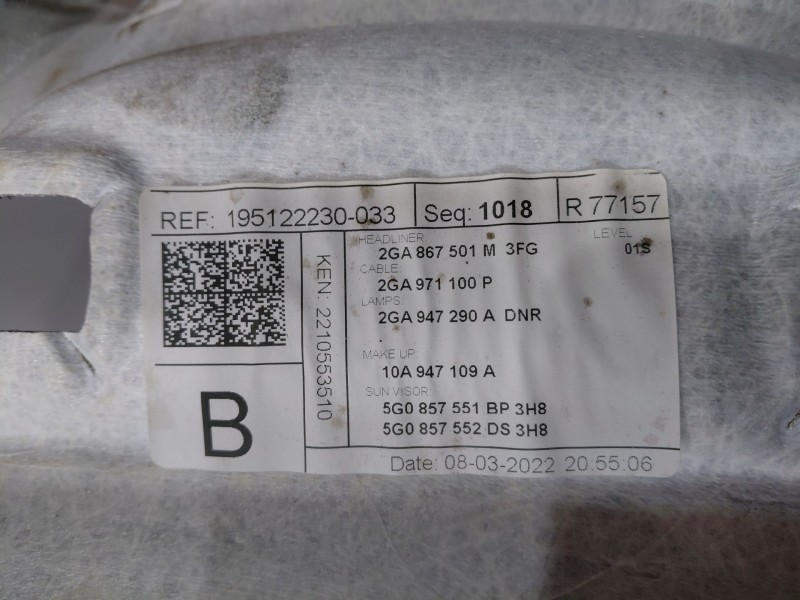 REF: 195122230-033 Seq: 1018 R 77157
HEADLINER LEVEL
2GA 867 501 M 3FG 01S
CABLE
2GA 971 100 P
LAMPS
2GA 947 290 A DNR
MAKE UP
10A 947 109 A
SUN VISOR
5G0 857 551 BP 3H8
5G0 857 552 DS 3H8
KEN: 2210553510
B
Date: 08-03-2022 20:55:06